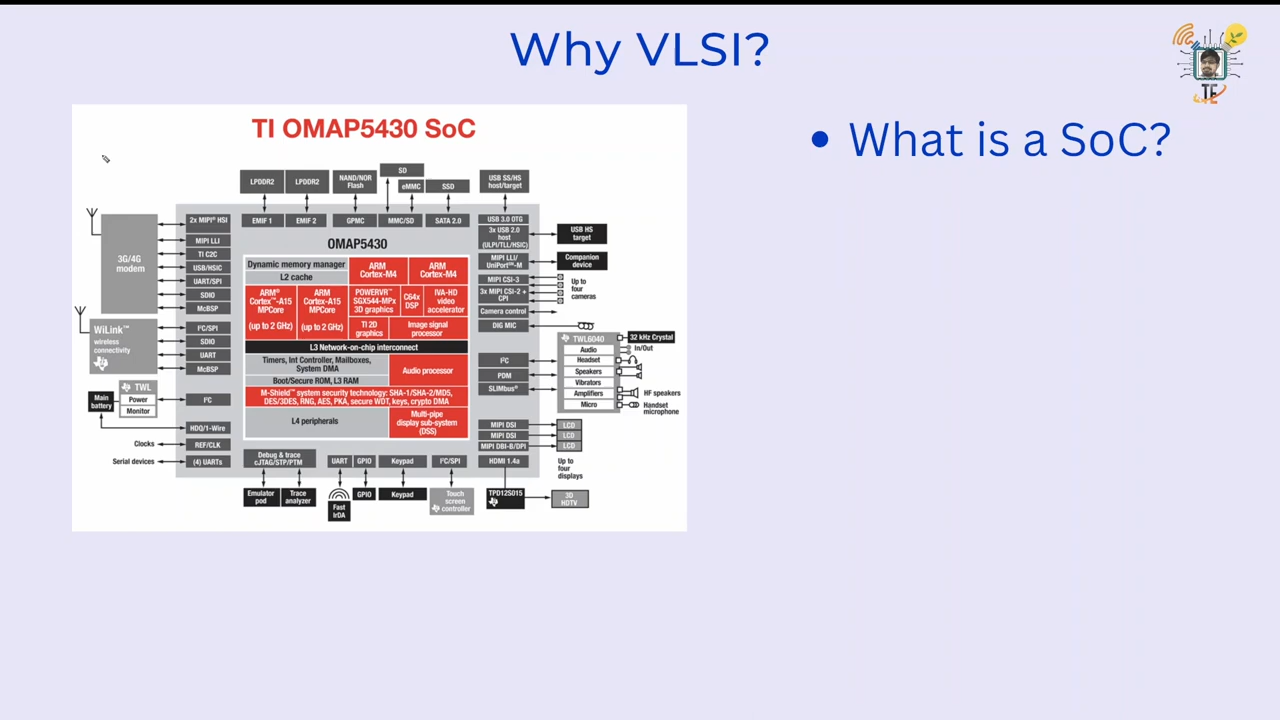 Why VLSI?
TE
TI OMAP5430 SoC
• What is a SoC?
LPDDR2
LPDDR2
NAND/NOR
Flash
SD
eMMC
SSD
USB SS/HS
host/target
2x MIPI® HSI
EMIF 1
EMIF 2
GPMC
MMC/SD
SATA 2.0
USB 3.0 OTG
3x USB 2.0
host
(ULPI/TLL/HSIC)
USB HS
target
OMAP5430
3G/4G
modem
MIPI LLI
TI C2C
USB/HSIC
UART/SPI
SDIO
McBSP
Dynamic memory manager
L2 cache
ARM
Cortex-M4
ARM
Cortex-M4
MIPI LLI/
UniPort™-M
Companion
device
MIPI CSI-3
3x MIPI CSI-2 +
CPI
Up to
four
cameras
Camera control
DIG MIC
ARM®
Cortex™-A15
MPCore
(up to 2 GHz)
ARM
Cortex-A15
MPCore
(up to 2 GHz)
POWERVR™
SGX544-MPx
3D graphics
C64x
DSP
IVA-HD
video
accelerator
TI 2D
graphics
Image signal
processor
WiLink™
wireless
connectivity
I²C/SPI
SDIO
UART
McBSP
L3 Network-on-chip interconnect
Timers, Int Controller, Mailboxes,
System DMA
Boot/Secure ROM, L3 RAM
Audio processor
M-Shield™ system security technology: SHA-1/SHA-2/MD5,
DES/3DES, RNG, AES, PKA, secure WDT, keys, crypto DMA
L4 peripherals
Multi-pipe
display sub-system
(DSS)
I²C
PDM
SLIMbus®
TWL6040
32 kHz Crystal
Audio
In/Out
Headset
Speakers
Vibrators
Amplifiers
HF speakers
Micro
Handset
microphone
Main
battery
TWL
Power
Monitor
I²C
HDQ/1-Wire
Clocks
REF/CLK
Serial devices
(4) UARTs
MIPI DSI
LCD
MIPI DSI
LCD
MIPI DBI-B/DPI
LCD
HDMI 1.4a
Up to
four
displays
Debug & trace
cJTAG/STP/PTM
UART
GPIO
Keypad
I²C/SPI
Emulator
pod
Trace
analyzer
Fast
IrDA
GPIO
Keypad
Touch
screen
controller
TPD12S015
3D
HDTV